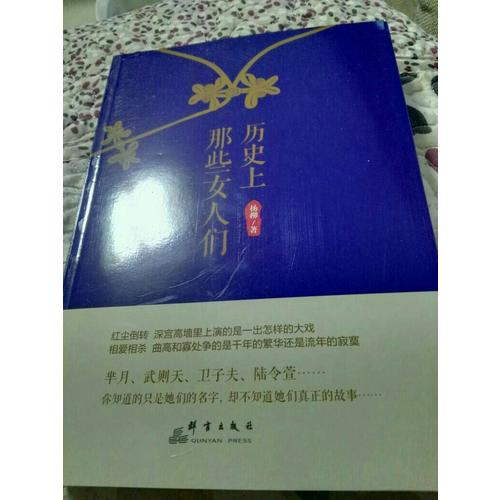 历史上
那些女人们
杨柳/著
红尘倒转 深宫高墙里上演的是一出怎样的大戏
相爱相杀 曲高和寡处争的是千年的繁华还是流年的寂寞
芈月、武则天、卫子夫、陆令萱……
你知道的只是她们的名字，却不知道她们真正的故事……
群言出版社
QUNYAN PRESS